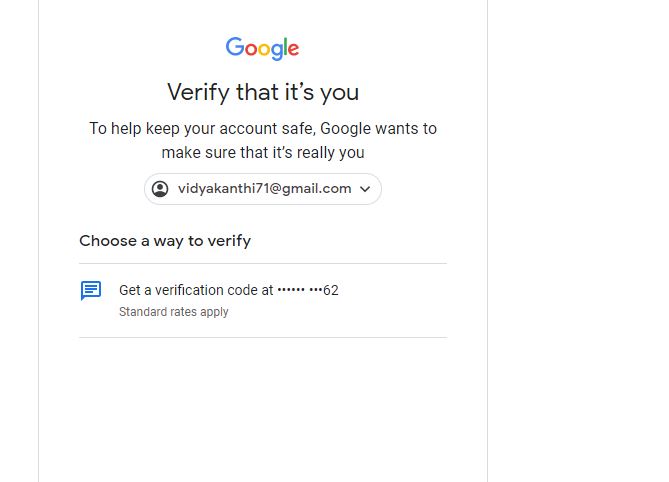 Google
Verify that it’s you
To help keep your account safe, Google wants to
make sure that it’s really you
vidyakanthi71@gmail.com
Choose a way to verify
Get a verification code at •••••• •••62
Standard rates apply